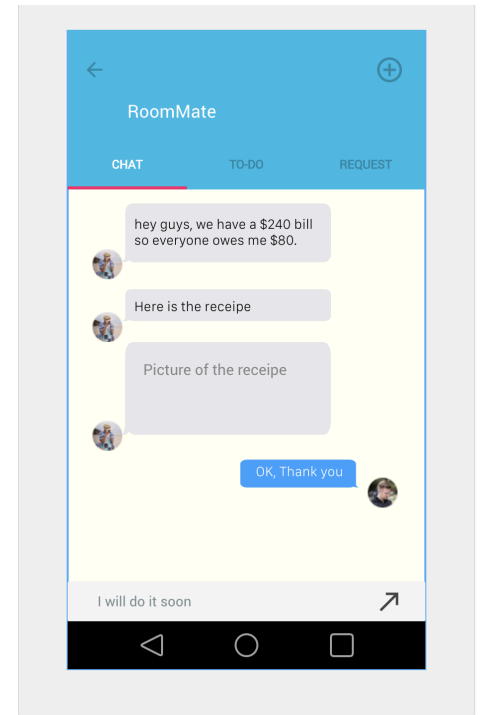 RoomMate
CHAT TO-DO REQUEST
hey guys, we have a $240 bill
so everyone owes me $80.
Here is the receipe
Picture of the receipe
OK, Thank you
I will do it soon